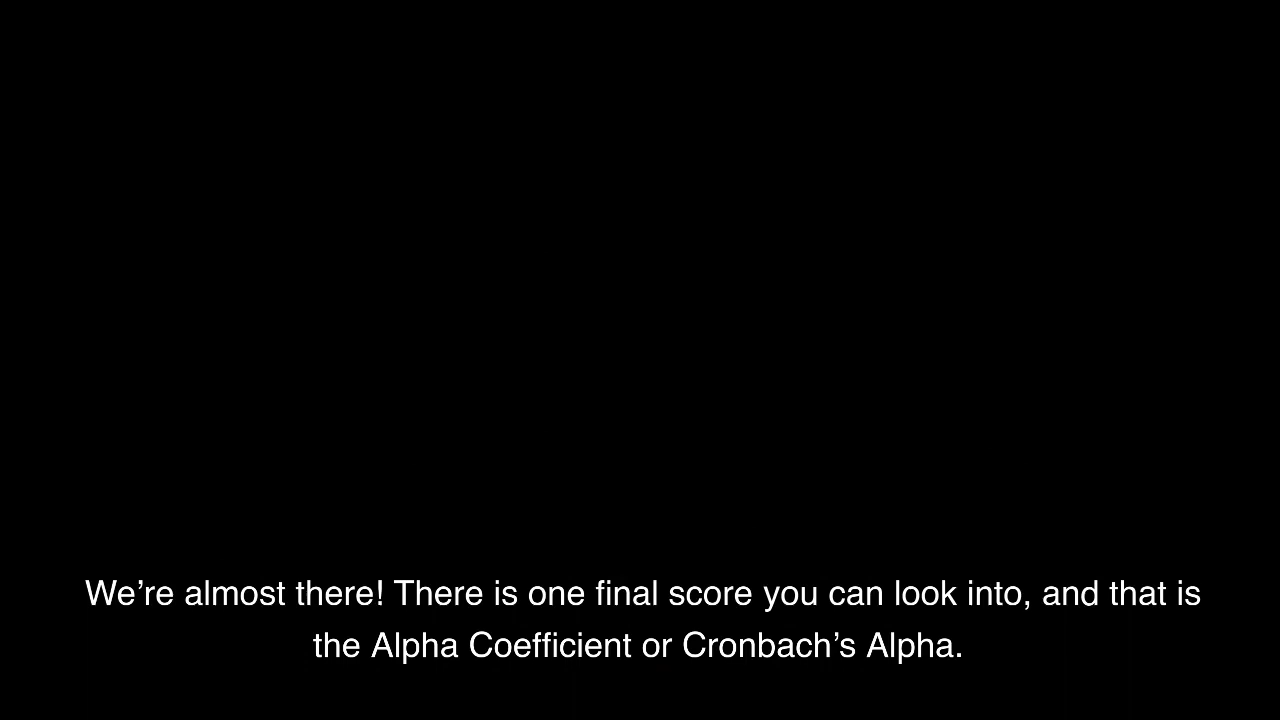 We’re almost there! There is one final score you can look into, and that is
the Alpha Coefficient or Cronbach’s Alpha.